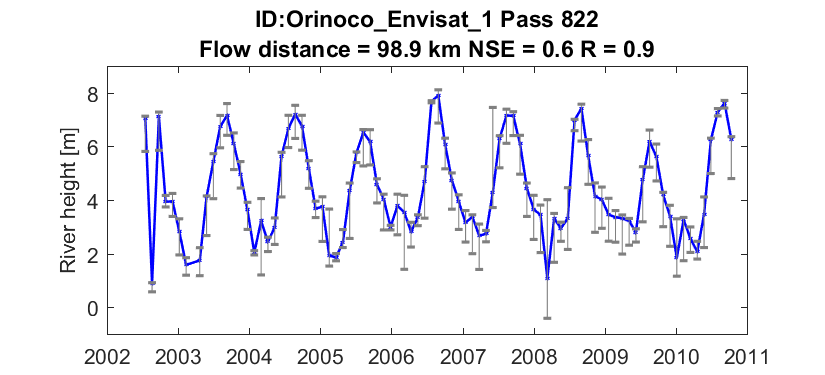 ID:Orinoco_Envisat_1 Pass 822
Flow distance = 98.9 km NSE = 0.6 R = 0.9
River height [m]
8
6
4
2
0
2002 2003 2004 2005 2006 2007 2008 2009 2010 2011